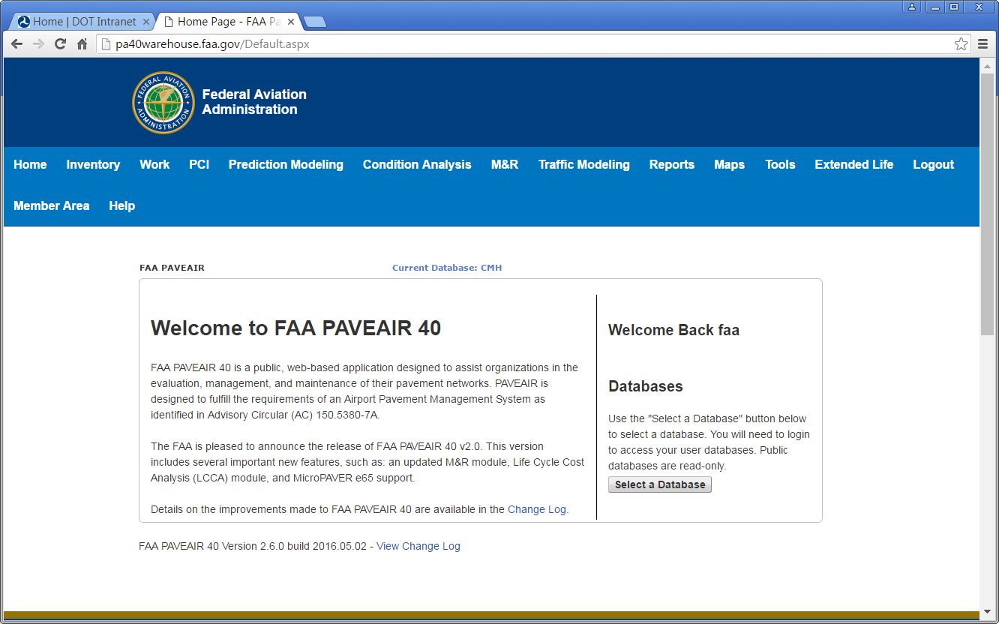 Home | DOT Intranet
Home Page - FAA Pa
pa40warehouse.faa.gov/Default.aspx
FEDERAL AVIATION
ADMINISTRATION
Federal Aviation
Administration
Home Inventory Work PCI Prediction Modeling Condition Analysis M&R Traffic Modeling Reports Maps Tools Extended Life Logout
Member Area Help
FAA PAVEAIR
Current Database: CMH
Welcome to FAA PAVEAIR 40
FAA PAVEAIR 40 is a public, web-based application designed to assist organizations in the
evaluation, management, and maintenance of their pavement networks. PAVEAIR is
designed to fulfill the requirements of an Airport Pavement Management System as
identified in Advisory Circular (AC) 150.5380-7A.
The FAA is pleased to announce the release of FAA PAVEAIR 40 v2.0. This version
includes several important new features, such as: an updated M&R module, Life Cycle Cost
Analysis (LCCA) module, and MicroPAVER e65 support.
Details on the improvements made to FAA PAVEAIR 40 are available in the Change Log.
Welcome Back faa
Databases
Use the "Select a Database" button below
to select a database. You will need to login
to access your user databases. Public
databases are read-only.
Select a Database
FAA PAVEAIR 40 Version 2.6.0 build 2016.05.02 - View Change Log